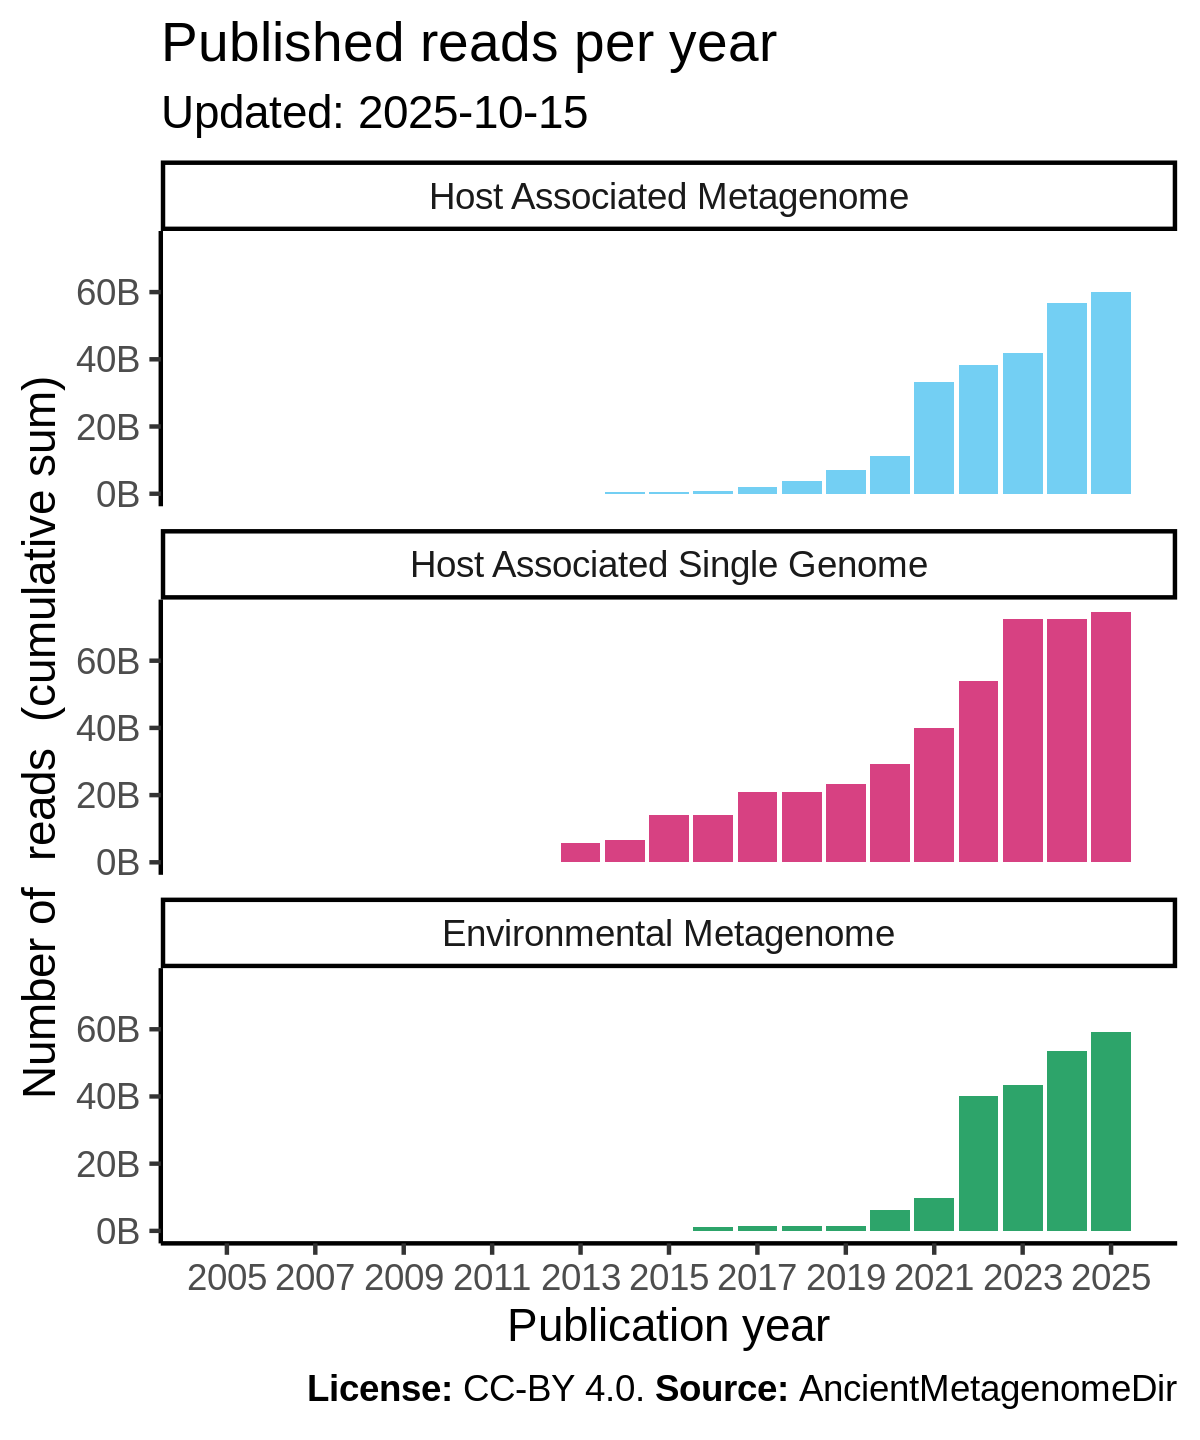 Published reads per year
Updated: 2025-10-15
Host Associated Metagenome
60B
40B
20B
0B
Host Associated Single Genome
60B
40B
20B
0B
Environmental Metagenome
60B
40B
20B
0B
Number of  reads  (cumulative sum)
2005 2007 2009 2011 2013 2015 2017 2019 2021 2023 2025
Publication year
License: CC-BY 4.0. Source: AncientMetagenomeDir